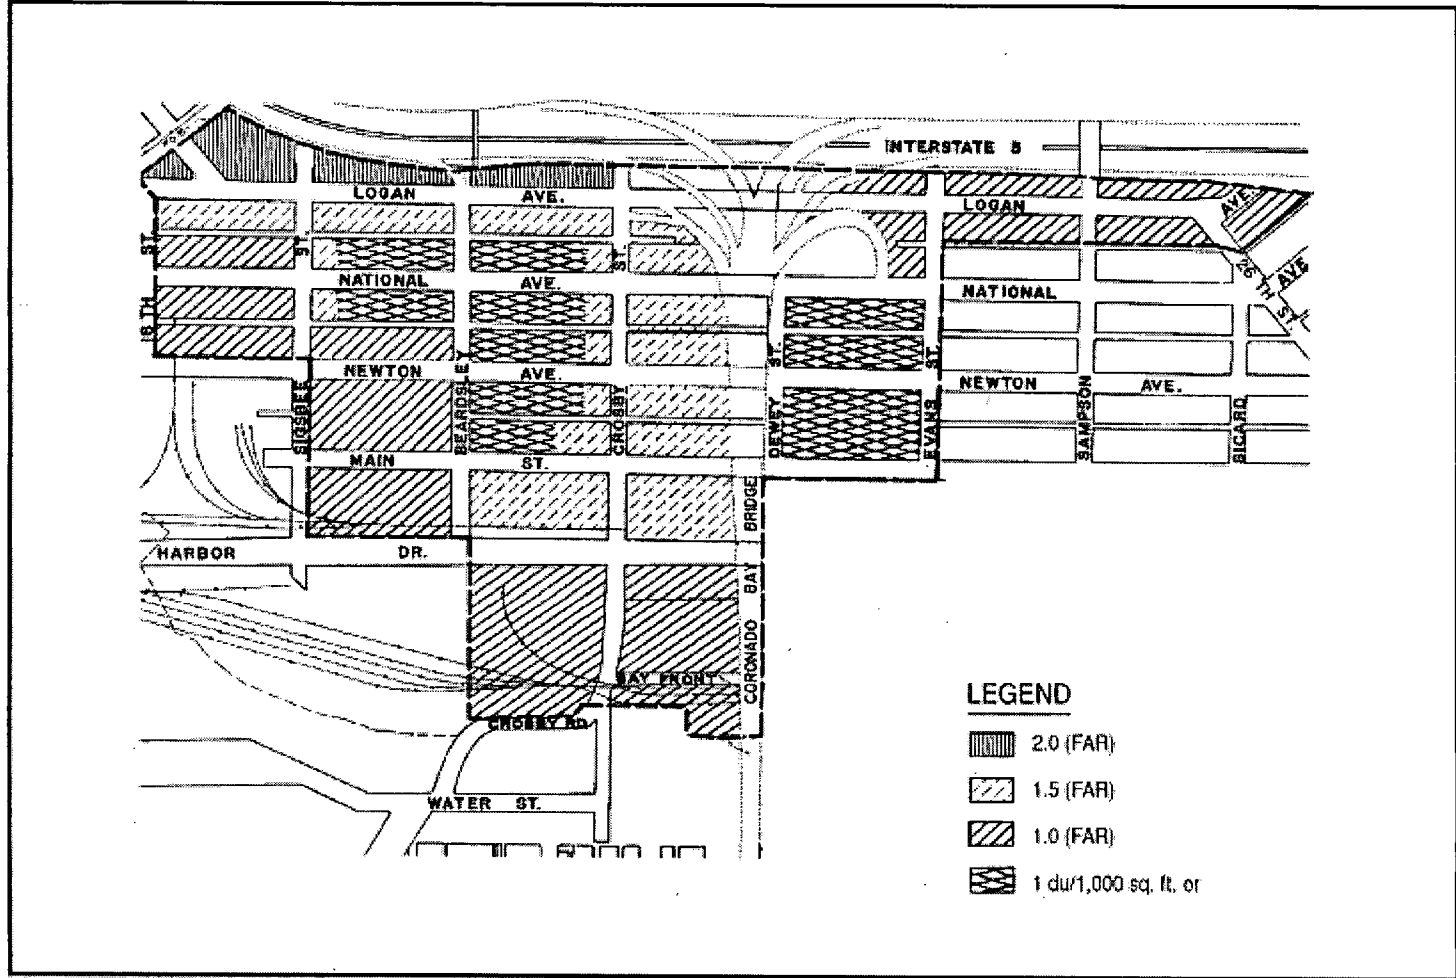 INTERSTATE 5
LOGAN AVE.
LOGAN
AVE.
ST.
ST.
ST.
26 TH ST.
AVE
NATIONAL AVE.
NATIONAL
16 TH
ST.
ST.
NEWTON AVE.
NEWTON AVE.
SIGSBEE
BEARDSLEY
CROSBY
DEWEY
EVANS
SAMPSON
SICARD
MAIN ST.
HARBOR DR.
CORONADO BAY BRIDGE
BAY FRONT
CROSBY RD
WATER ST.
LEGEND
2.0 (FAR)
1.5 (FAR)
1.0 (FAR)
1 du/1,000 sq. ft. or